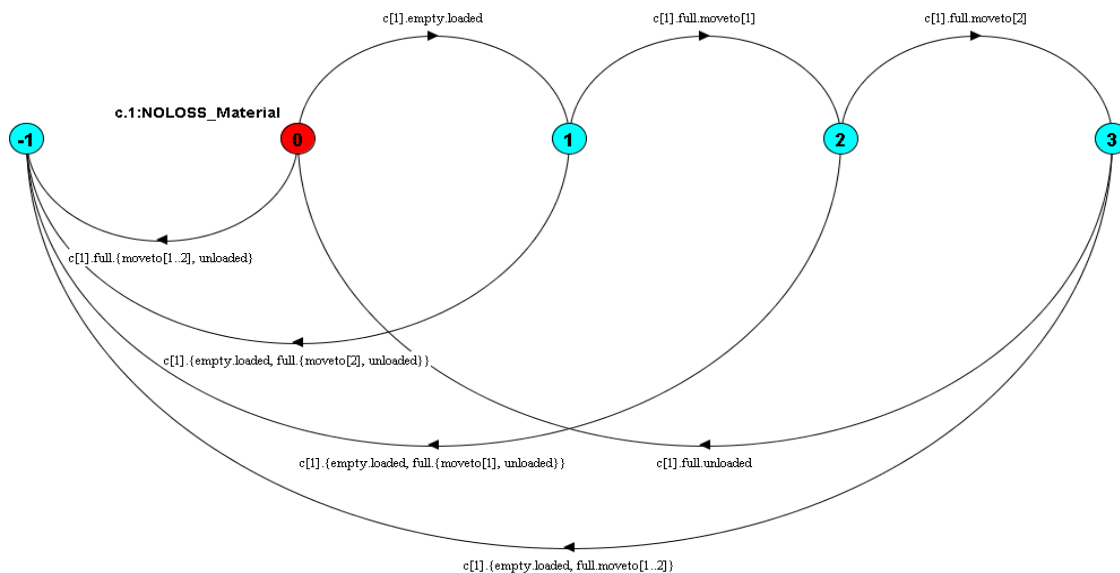 c[1].empty.loaded
c[1].full.moveto[1]
c[1].full.moveto[2]
c.1:NOLOSS_Material
-1
0
1
2
3
c[1].full.{moveto[1..2], unloaded}
c[1].{empty.loaded, full.{moveto[2], unloaded}}
c[1].{empty.loaded, full.{moveto[1], unloaded}}
c[1].full.unloaded
c[1].{empty.loaded, full.moveto[1..2]}